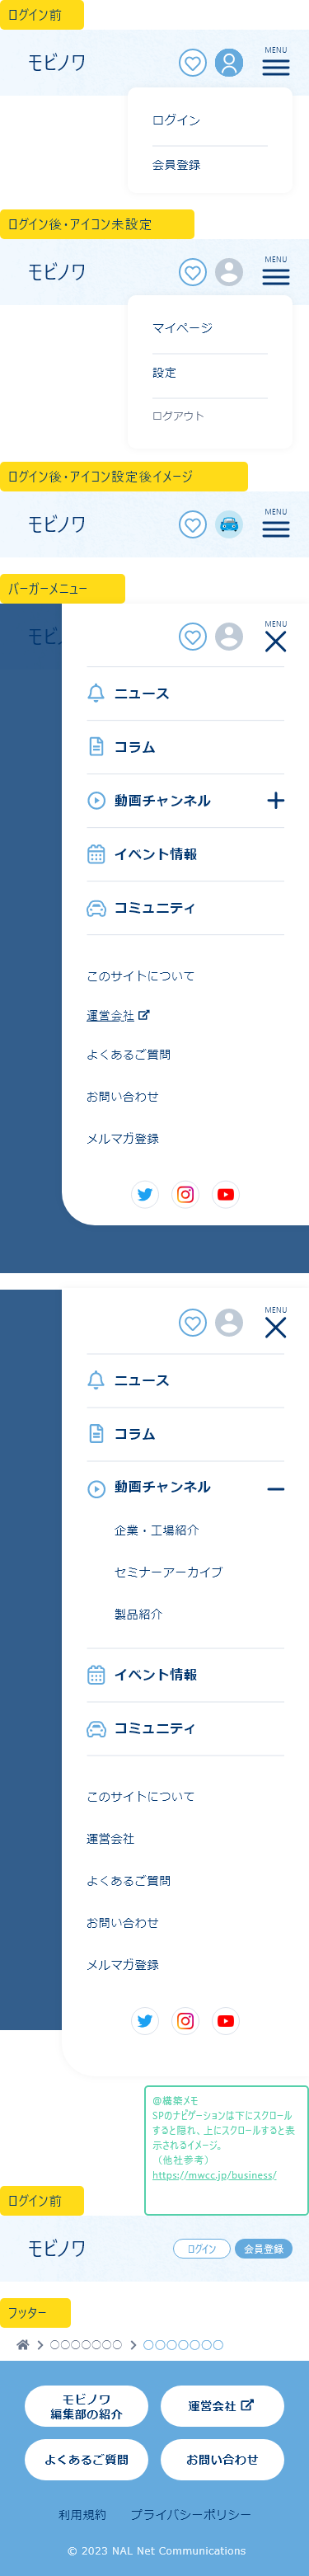 ログイン前
モビノワ
MENU
ログイン
会員登録
ログイン後・アイコン未設定
モビノワ
MENU
マイページ
設定
ログアウト
ログイン後・アイコン設定後イメージ
モビノワ
MENU
バーガーメニュー
モビ
MENU
ニュース
コラム
動画チャンネル
イベント情報
コミュニティ
このサイトについて
運営会社
よくあるご質問
お問い合わせ
メルマガ登録
MENU
ニュース
コラム
動画チャンネル
企業・工場紹介
セミナーアーカイブ
製品紹介
イベント情報
コミュニティ
このサイトについて
運営会社
よくあるご質問
お問い合わせ
メルマガ登録
@構築メモ
SPのナビゲーションは下にスクロール
すると隠れ、上にスクロールすると表
示されるイメージ。
（他社参考）
https://mwcc.jp/business/
ログイン前
モビノワ
ログイン
会員登録
フッター
〇〇〇〇〇〇〇
〇〇〇〇〇〇〇
モビノワ
編集部の紹介
運営会社
よくあるご質問
お問い合わせ
利用規約
プライバシーポリシー
© 2023 NAL Net Communications